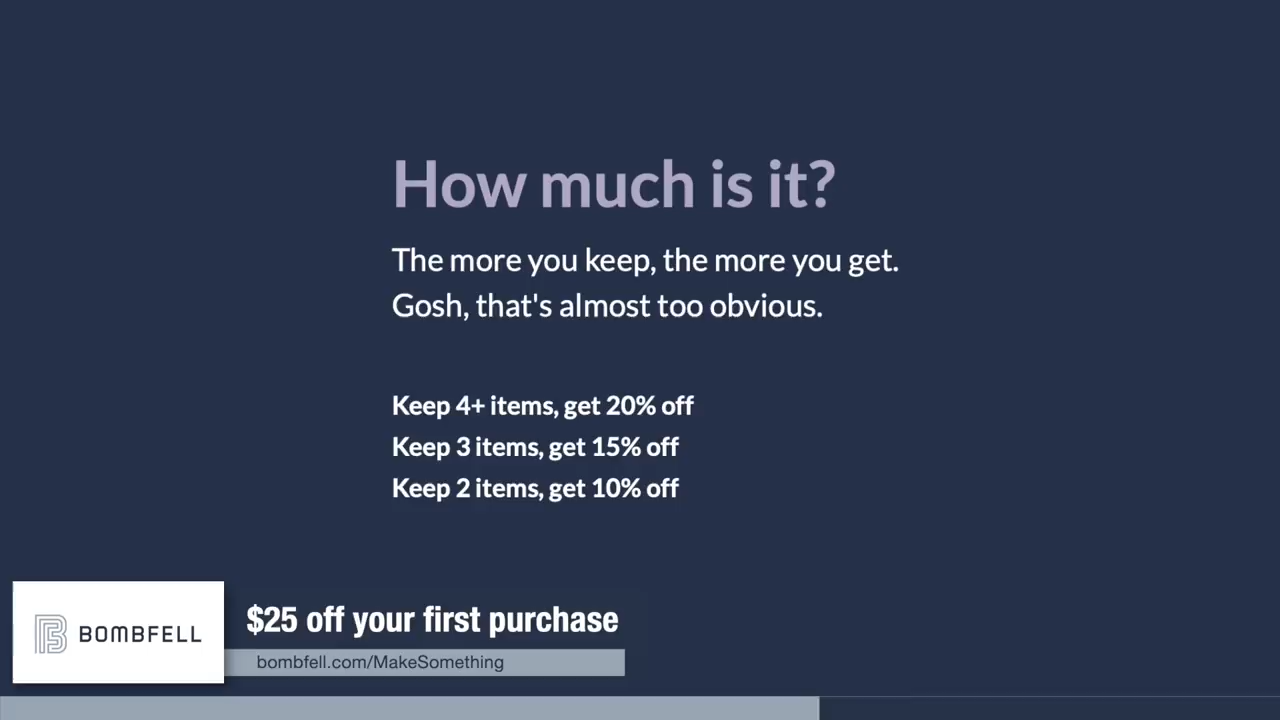 How much is it?
The more you keep, the more you get.
Gosh, that's almost too obvious.
Keep 4+ items, get 20% off
Keep 3 items, get 15% off
Keep 2 items, get 10% off
BOMBFELL
$25 off your first purchase
bombfell.com/MakeSomething